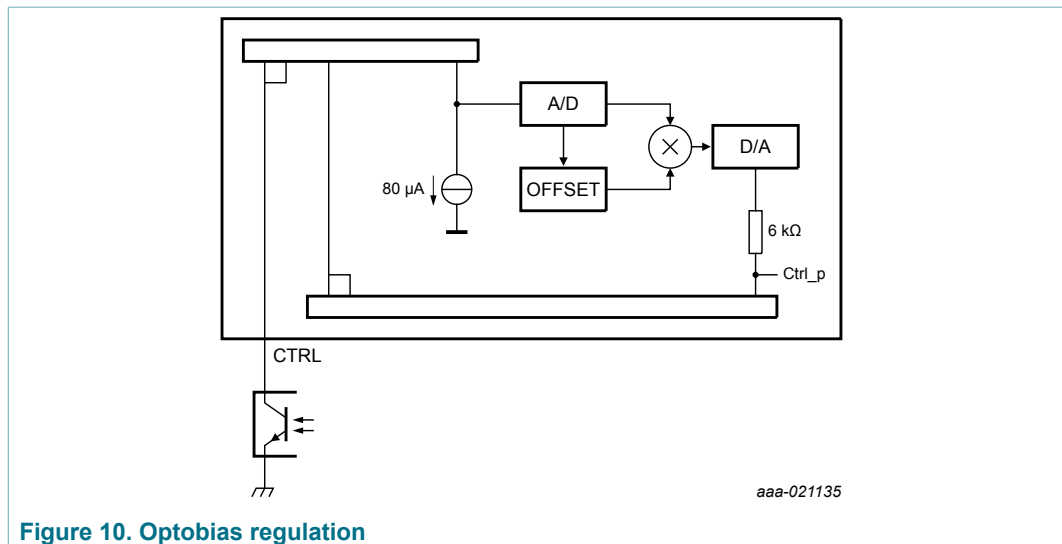 A/D
D/A
80 µA
OFFSET
6 kΩ
Ctrl_p
CTRL
aaa-021135
Figure 10. Optobias regulation